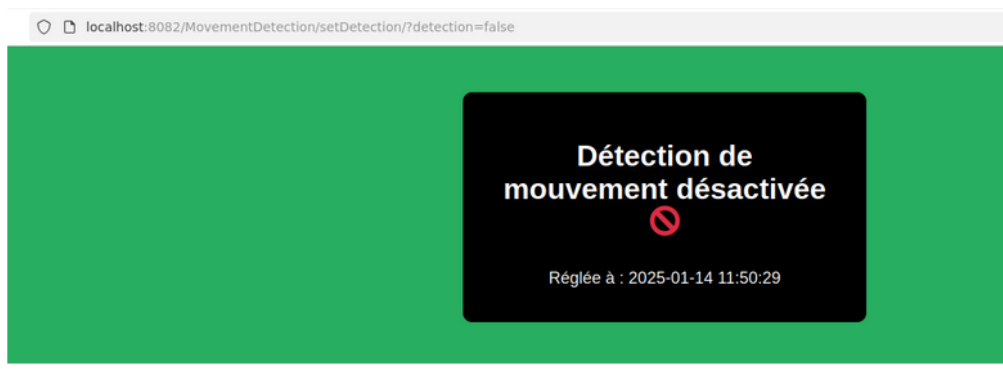 localhost:8082/MovementDetection/setDetection/?detection=false
Détection de
mouvement désactivée
Réglée à : 2025-01-14 11:50:29